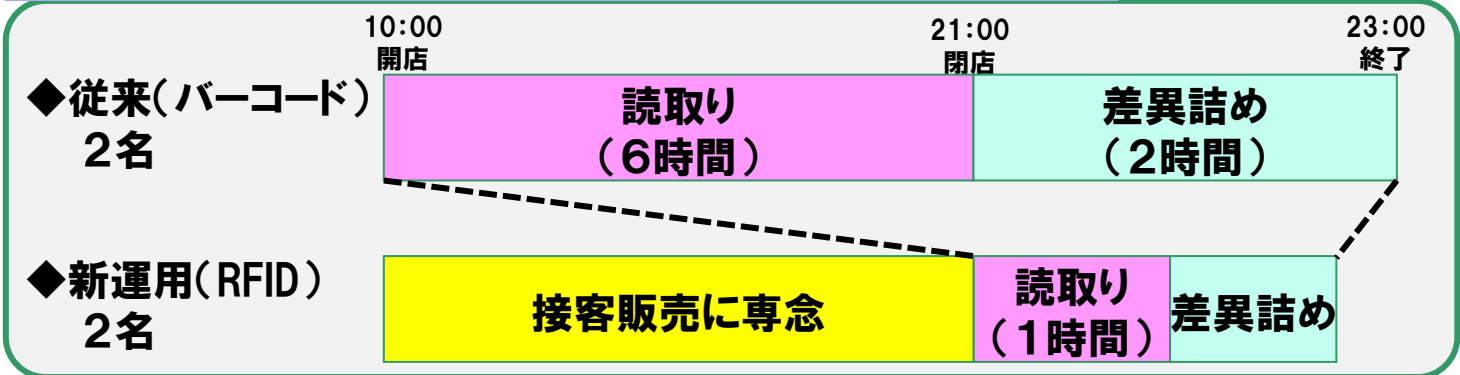 10:00
開店
21:00
閉店
23:00
終了
◆従来(バーコード)
2名
読取り
(6時間)
差異詰め
(2時間)
◆新運用(RFID)
2名
接客販売に専念
読取り
(1時間)
差異詰め